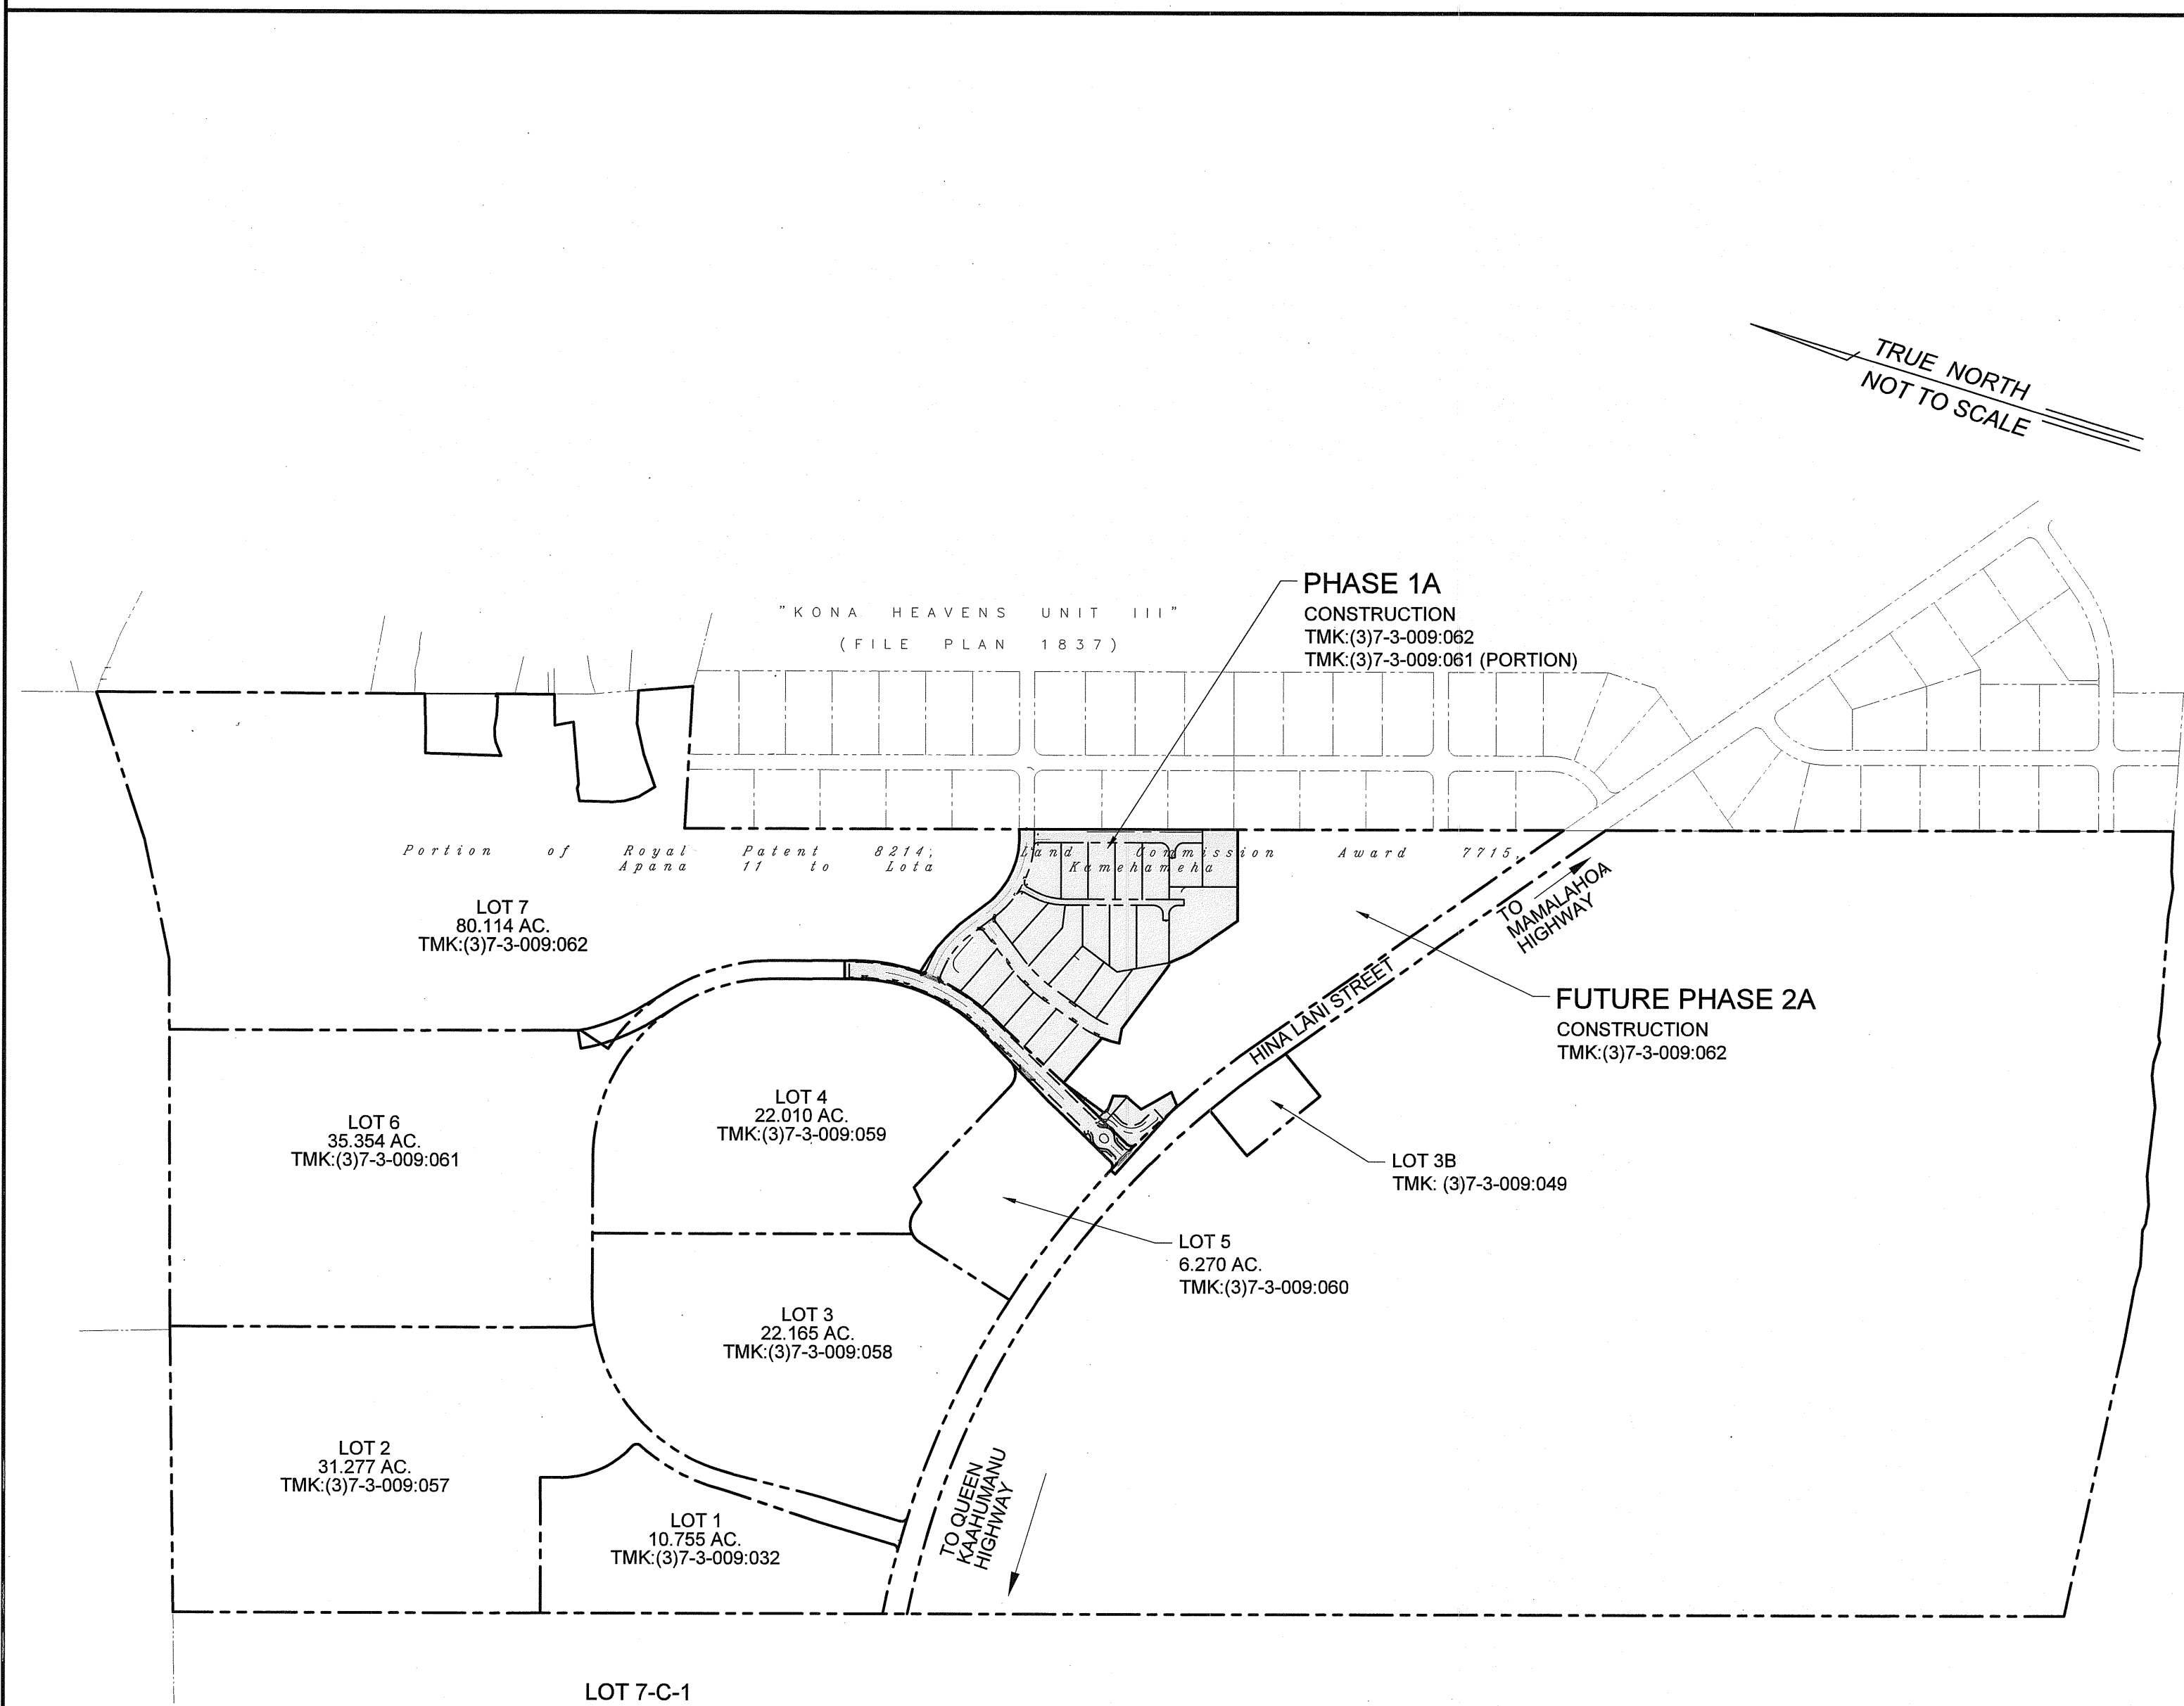 TRUE NORTH
NOT TO SCALE
PHASE 1A
CONSTRUCTION
TMK:(3)7-3-009:062
TMK:(3)7-3-009:061 (PORTION)
"KONA HEAVENS UNIT III"
(FILE PLAN 1837)
Portion of Royal Patent 8214, Land Commission Award 7715,
Apana 11 to Lota Kamehameha
TO
MAMALAHOA
HIGHWAY
LOT 7
80.114 AC.
TMK:(3)7-3-009:062
HINA LANI STREET
FUTURE PHASE 2A
CONSTRUCTION
TMK:(3)7-3-009:062
LOT 4
22.010 AC.
TMK:(3)7-3-009:059
LOT 6
35.354 AC.
TMK:(3)7-3-009:061
LOT 3B
TMK: (3)7-3-009:049
LOT 5
6.270 AC.
TMK:(3)7-3-009:060
LOT 3
22.165 AC.
TMK:(3)7-3-009:058
LOT 2
31.277 AC.
TMK:(3)7-3-009:057
TO QUEEN
KAAHUMANU
HIGHWAY
LOT 1
10.755 AC.
TMK:(3)7-3-009:032
LOT 7-C-1